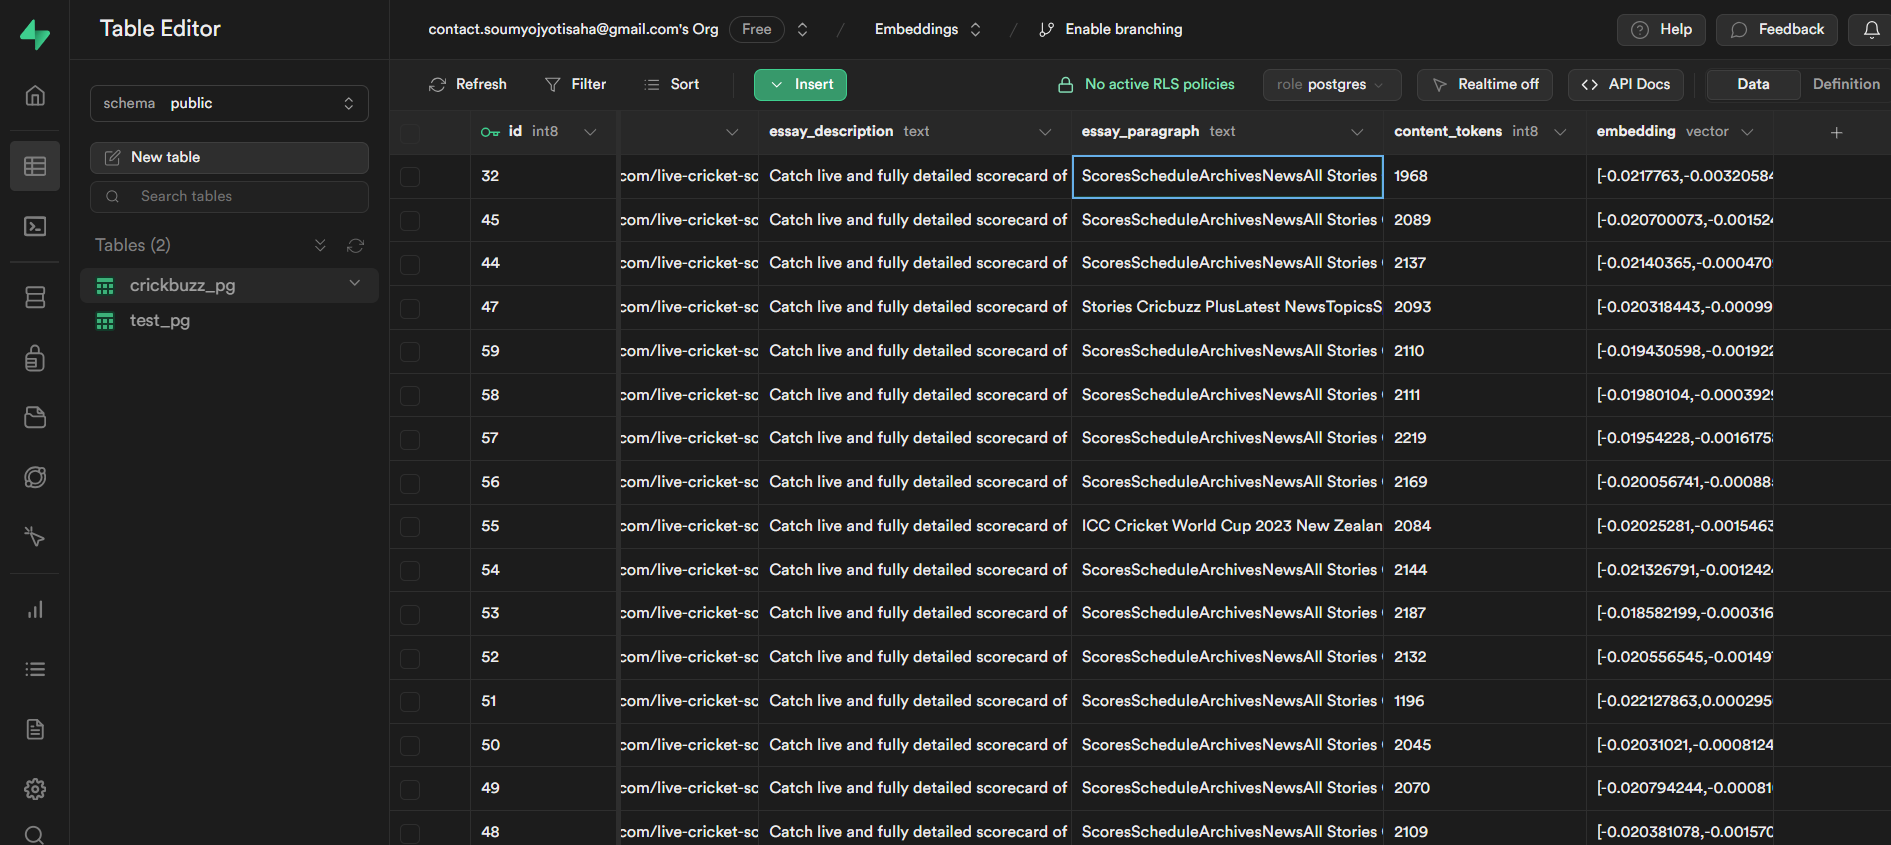 Table Editor
contact.soumyojyotisaha@gmail.com's Org Free / Embeddings / Enable branching
Help Feedback
schema public
New table
Search tables
Tables (2)
crickbuzz_pg
test_pg
Refresh Filter Sort Insert No active RLS policies role postgres Realtime off <> API Docs Data Definition
id int8 essay_description text essay_paragraph text content_tokens int8 embedding vector +
32 com/live-cricket-sc Catch live and fully detailed scorecard of ScoresScheduleArchivesNewsAll Stories 1968 [-0.0217763,-0.00320584
45 com/live-cricket-sc Catch live and fully detailed scorecard of ScoresScheduleArchivesNewsAll Stories 2089 [-0.020700073,-0.001524
44 com/live-cricket-sc Catch live and fully detailed scorecard of ScoresScheduleArchivesNewsAll Stories 2137 [-0.02140365,-0.000470
47 com/live-cricket-sc Catch live and fully detailed scorecard of Stories Cricbuzz PlusLatest NewsTopicsS 2093 [-0.020318443,-0.00099
59 com/live-cricket-sc Catch live and fully detailed scorecard of ScoresScheduleArchivesNewsAll Stories 2110 [-0.019430598,-0.001922
58 com/live-cricket-sc Catch live and fully detailed scorecard of ScoresScheduleArchivesNewsAll Stories 2111 [-0.01980104,-0.000392
57 com/live-cricket-sc Catch live and fully detailed scorecard of ScoresScheduleArchivesNewsAll Stories 2219 [-0.01954228,-0.0016175
56 com/live-cricket-sc Catch live and fully detailed scorecard of ScoresScheduleArchivesNewsAll Stories 2169 [-0.020056741,-0.00088
55 com/live-cricket-sc Catch live and fully detailed scorecard of ICC Cricket World Cup 2023 New Zealan 2084 [-0.02025281,-0.0015463
54 com/live-cricket-sc Catch live and fully detailed scorecard of ScoresScheduleArchivesNewsAll Stories 2144 [-0.021326791,-0.001242
53 com/live-cricket-sc Catch live and fully detailed scorecard of ScoresScheduleArchivesNewsAll Stories 2187 [-0.018582199,-0.000316
52 com/live-cricket-sc Catch live and fully detailed scorecard of ScoresScheduleArchivesNewsAll Stories 2132 [-0.020556545,-0.00149
51 com/live-cricket-sc Catch live and fully detailed scorecard of ScoresScheduleArchivesNewsAll Stories 1196 [-0.022127863,0.000295
50 com/live-cricket-sc Catch live and fully detailed scorecard of ScoresScheduleArchivesNewsAll Stories 2045 [-0.02031021,-0.0008124
49 com/live-cricket-sc Catch live and fully detailed scorecard of ScoresScheduleArchivesNewsAll Stories 2070 [-0.020794244,-0.00081
48 com/live-cricket-sc Catch live and fully detailed scorecard of ScoresScheduleArchivesNewsAll Stories 2109 [-0.020381078,-0.001570